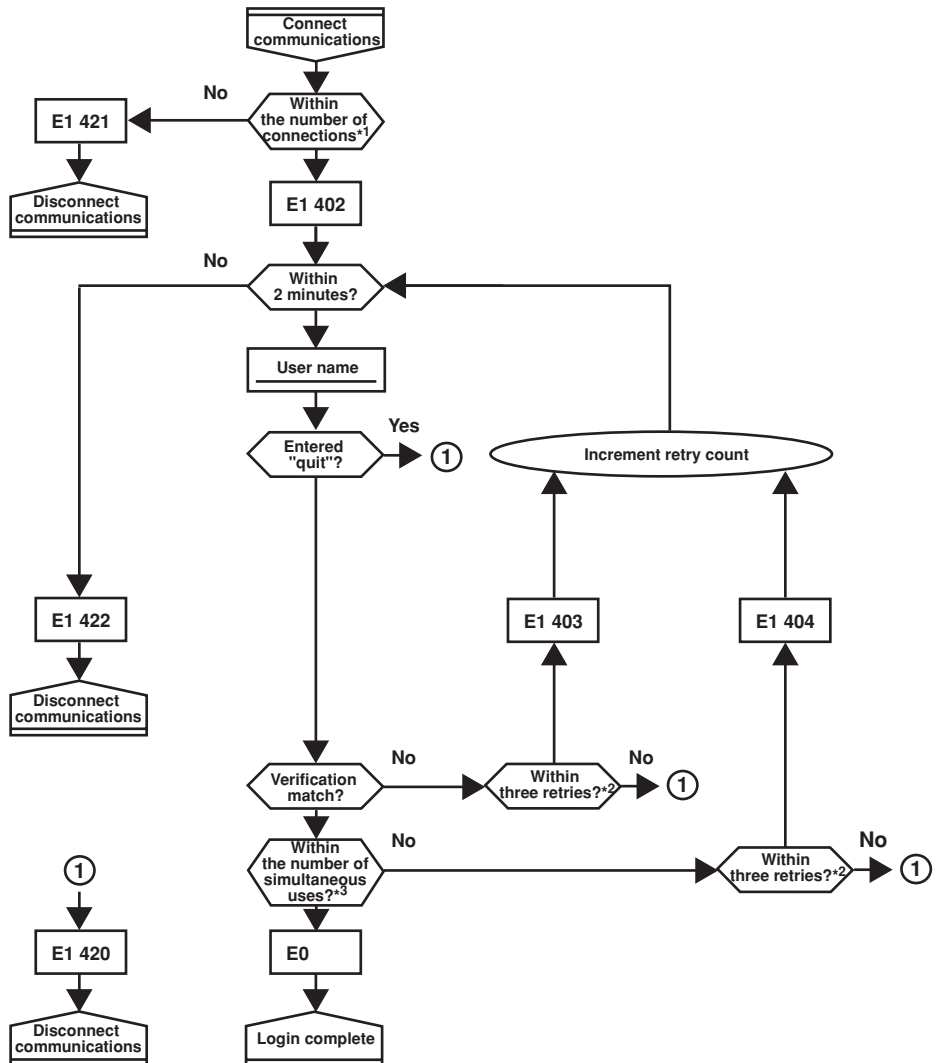 Connect
communications
No
Within
the number of
connections*1
E1 421
Disconnect
communications
E1 402
No
Within
2 minutes?
User name
Entered
"quit"?
Yes
1
Increment retry count
E1 422
Disconnect
communications
E1 403
E1 404
Verification
match?
No
Within
three retries?*2
No
1
Within
the number of
simultaneous
uses?*3
No
Within
three retries?*2
No
1
1
E1 420
Disconnect
communications
E0
Login complete